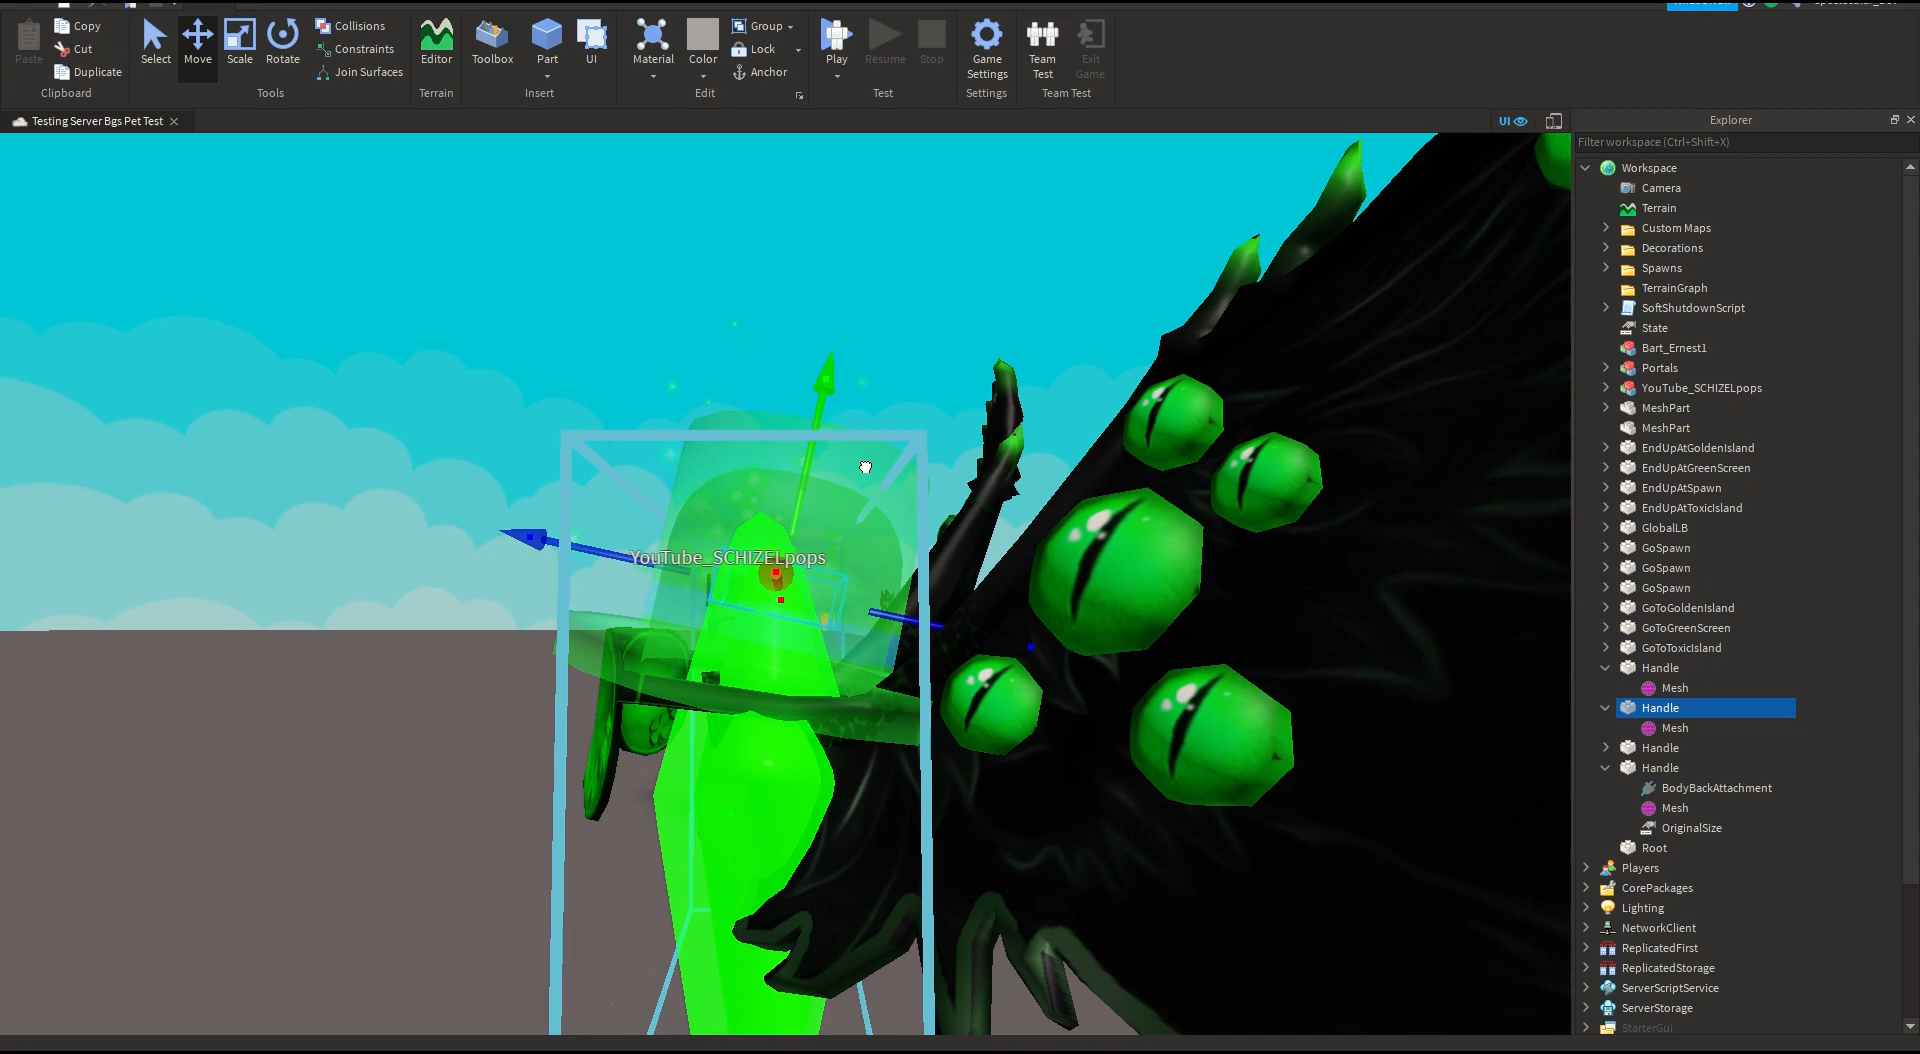 Copy
Cut
Duplicate
Paste
Clipboard
Select
Move
Scale
Rotate
Collisions
Constraints
Join Surfaces
Tools
Editor
Terrain
Toolbox
Part
UI
Insert
Material
Color
Group
Lock
Anchor
Edit
Play
Resume
Stop
Test
Game
Settings
Settings
Team
Test
Exit
Game
Team Test
Testing Server Bgs Pet Test
UI
Explorer
Filter workspace (Ctrl+Shift+X)
Workspace
Camera
Terrain
Custom Maps
Decorations
Spawns
TerrainGraph
SoftShutdownScript
State
Bart_Ernest1
Portals
YouTube_SCHIZELpops
MeshPart
MeshPart
EndUpAtGoldenIsland
EndUpAtGreenScreen
EndUpAtSpawn
EndUpAtToxicIsland
GlobalLB
GoSpawn
GoSpawn
GoSpawn
GoToGoldenIsland
GoToGreenScreen
GoToToxicIsland
Handle
Mesh
Handle
Mesh
Handle
Handle
BodyBackAttachment
Mesh
OriginalSize
Root
Players
CorePackages
Lighting
NetworkClient
ReplicatedFirst
ReplicatedStorage
ServerScriptService
ServerStorage
StarterGui
YouTube_SCHIZELpops